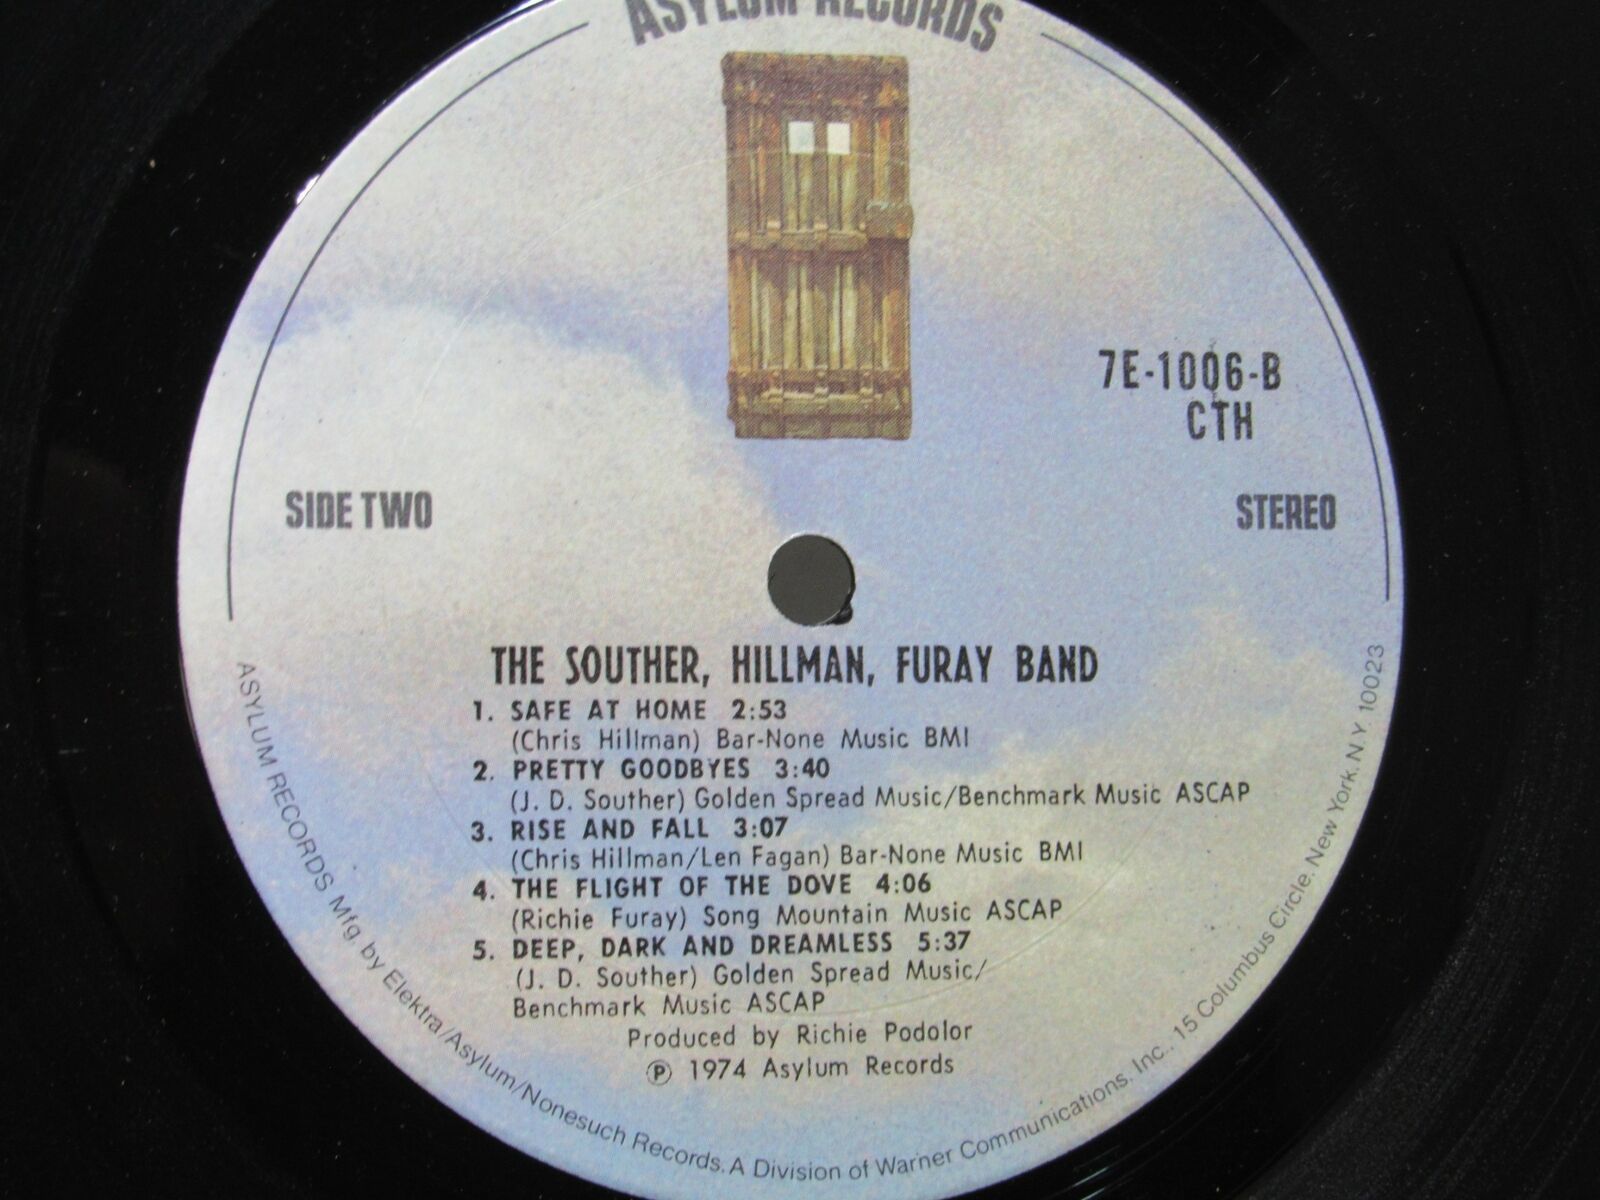 ASYLUM RECORDS
7E-1006-B
CTH
SIDE TWO
STEREO
THE SOUTHER, HILLMAN, FURAY BAND
1. SAFE AT HOME 2:53
(Chris Hillman) Bar-None Music BMI
2. PRETTY GOODBYES 3:40
(J. D. Souther) Golden Spread Music/Benchmark Music ASCAP
3. RISE AND FALL 3:07
(Chris Hillman/Len Fagan) Bar-None Music BMI
4. THE FLIGHT OF THE DOVE 4:06
(Richie Furay) Song Mountain Music ASCAP
5. DEEP, DARK AND DREAMLESS 5:37
(J. D. Souther) Golden Spread Music/
Benchmark Music ASCAP
Produced by Richie Podolor
℗ 1974 Asylum Records
ASYLUM RECORDS Mfg. by Elektra/Asylum/Nonesuch Records. A Division of Warner Communications. Inc.. 15 Columbus Circle. New York. N.Y. 10023